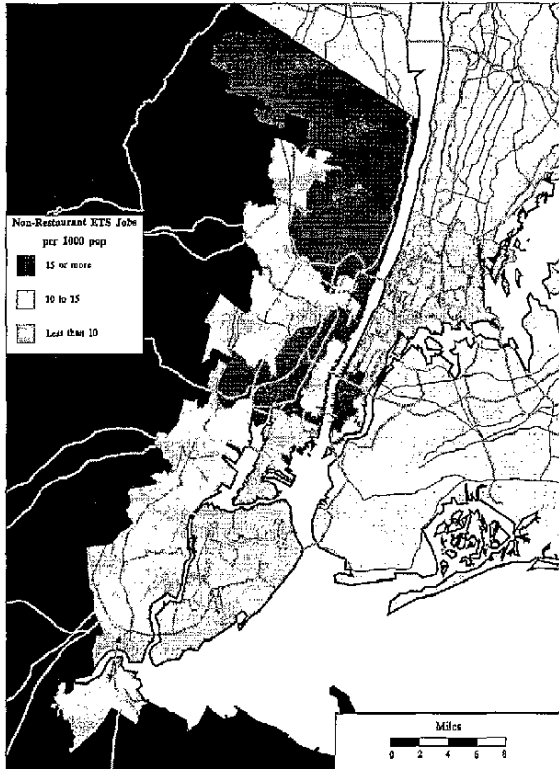 Non-Restaurant ETS Jobs
per 1000 pop
15 or more
10 to 15
Less than 10
Miles
0 2 4 6 8